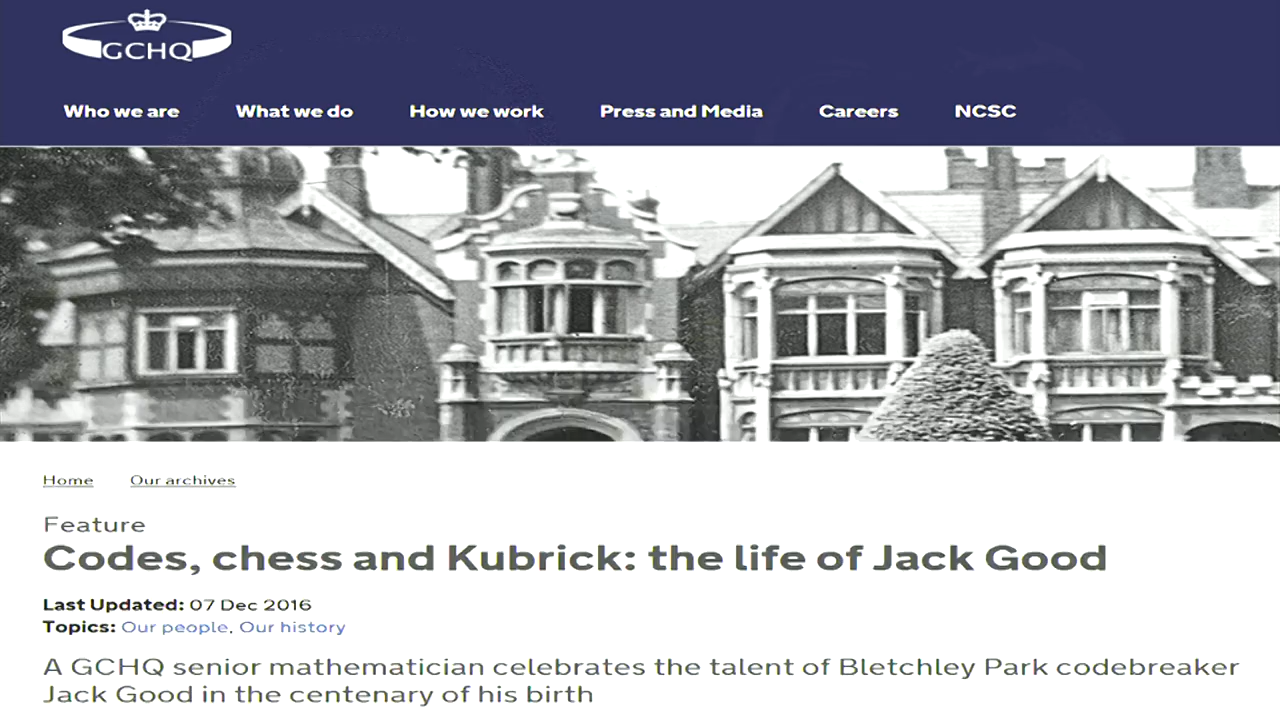 GCHQ
Who we are What we do How we work Press and Media Careers NCSC
Home Our archives
Feature
Codes, chess and Kubrick: the life of Jack Good
Last Updated: 07 Dec 2016
Topics: Our people, Our history
A GCHQ senior mathematician celebrates the talent of Bletchley Park codebreaker
Jack Good in the centenary of his birth